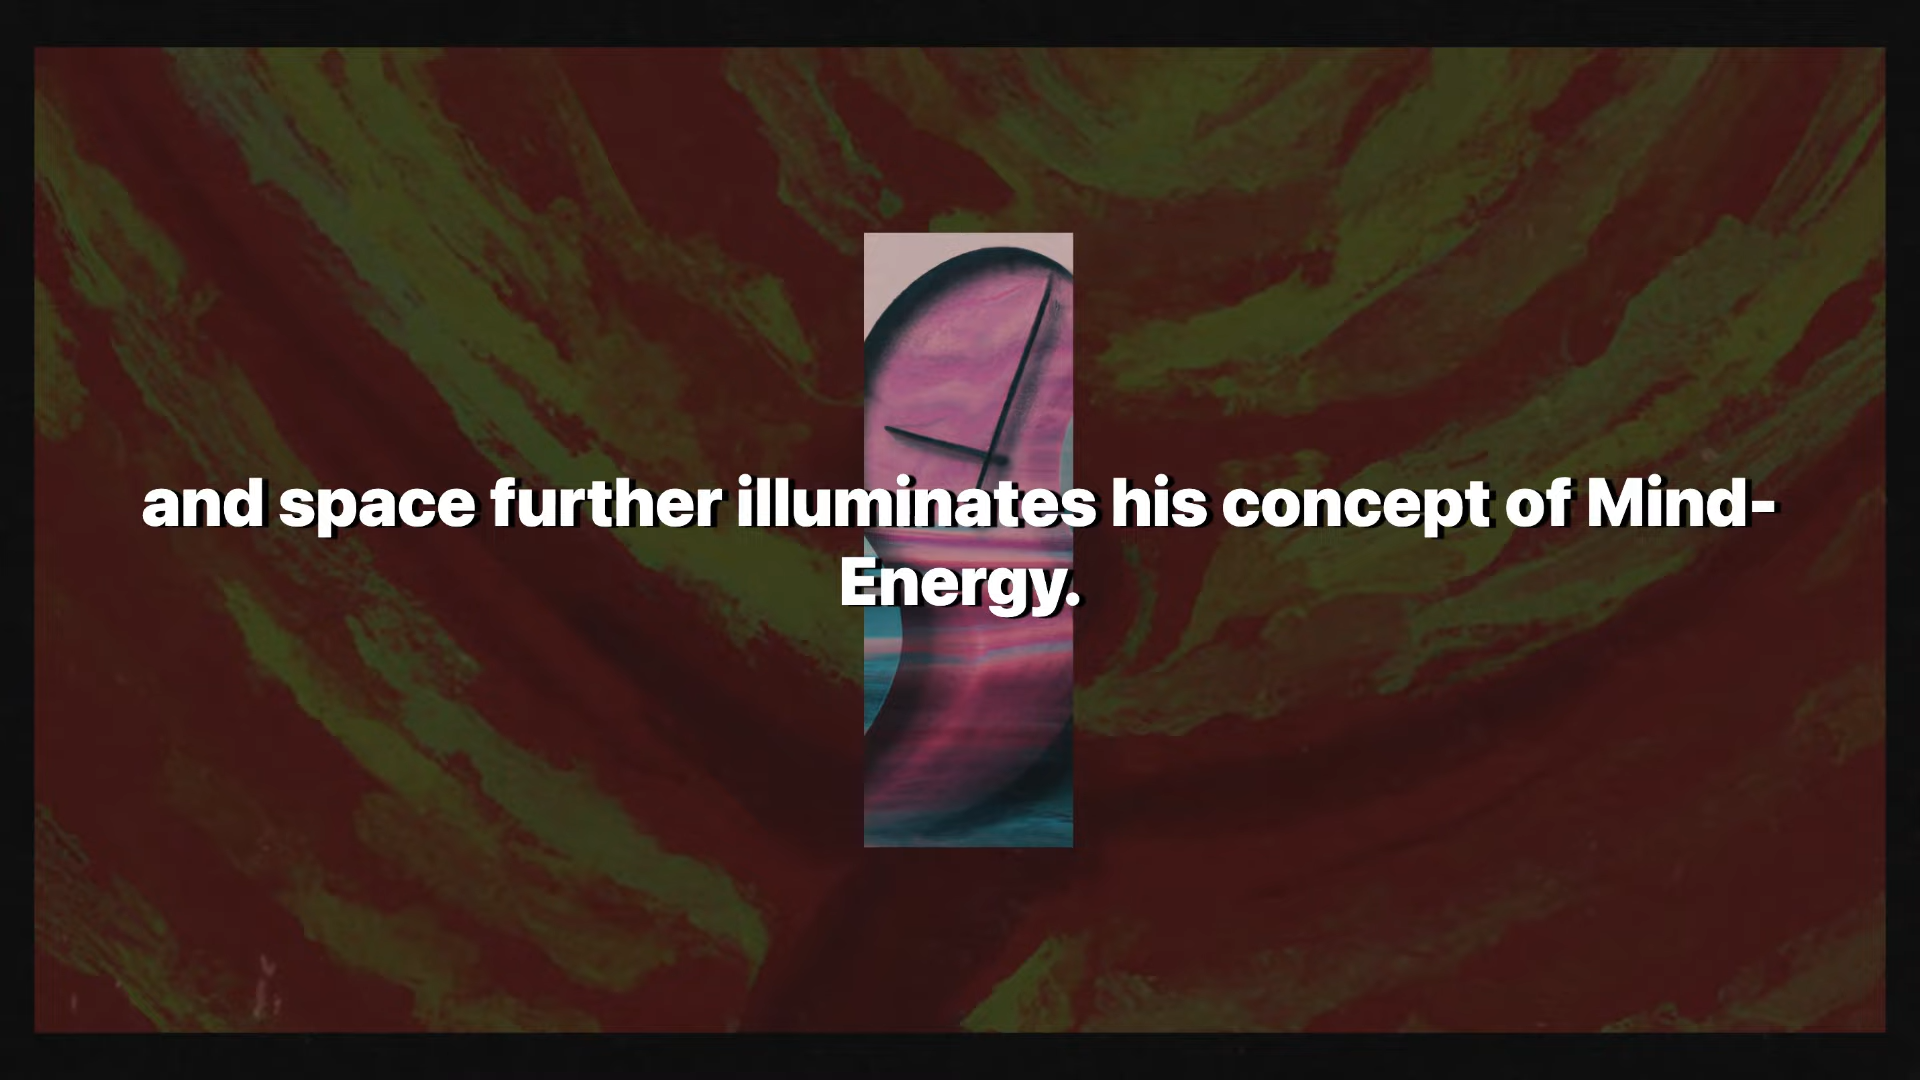 and space further illuminates his concept of Mind-
Energy.